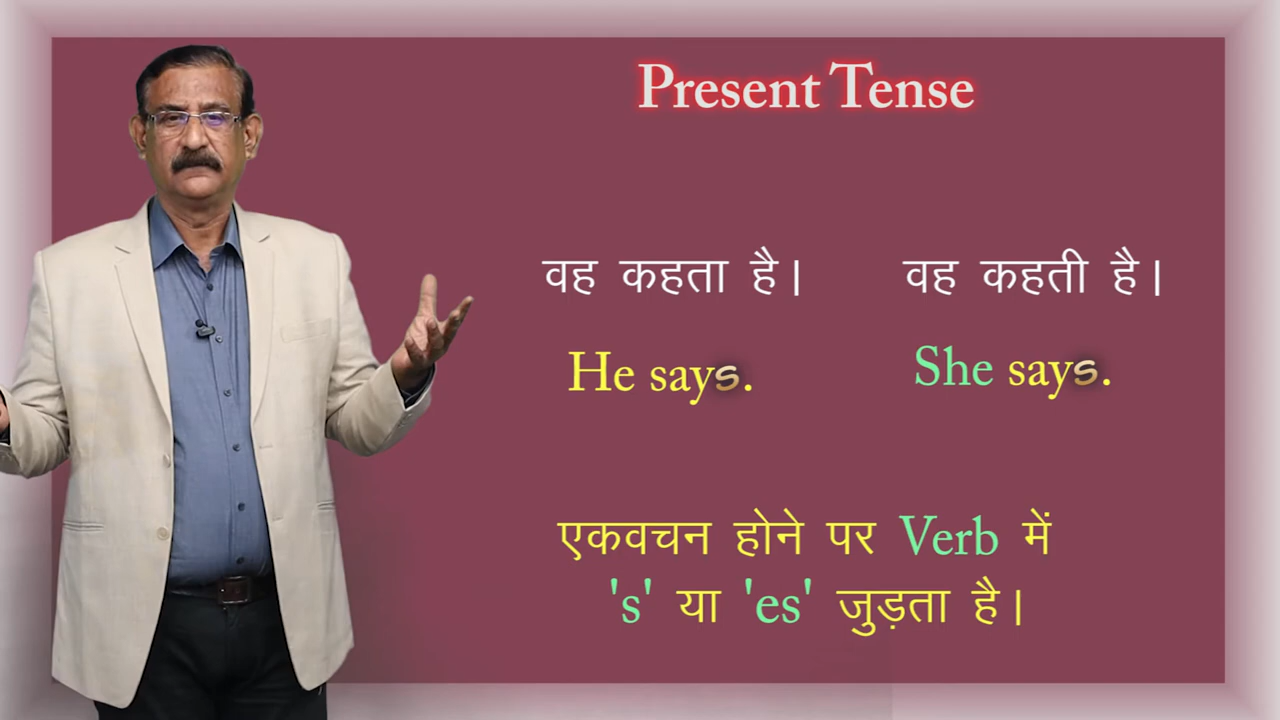 Present Tense
वह कहता है। वह कहती है।
He says. She says.
एकवचन होने पर Verb में
's' या 'es' जुड़ता है।